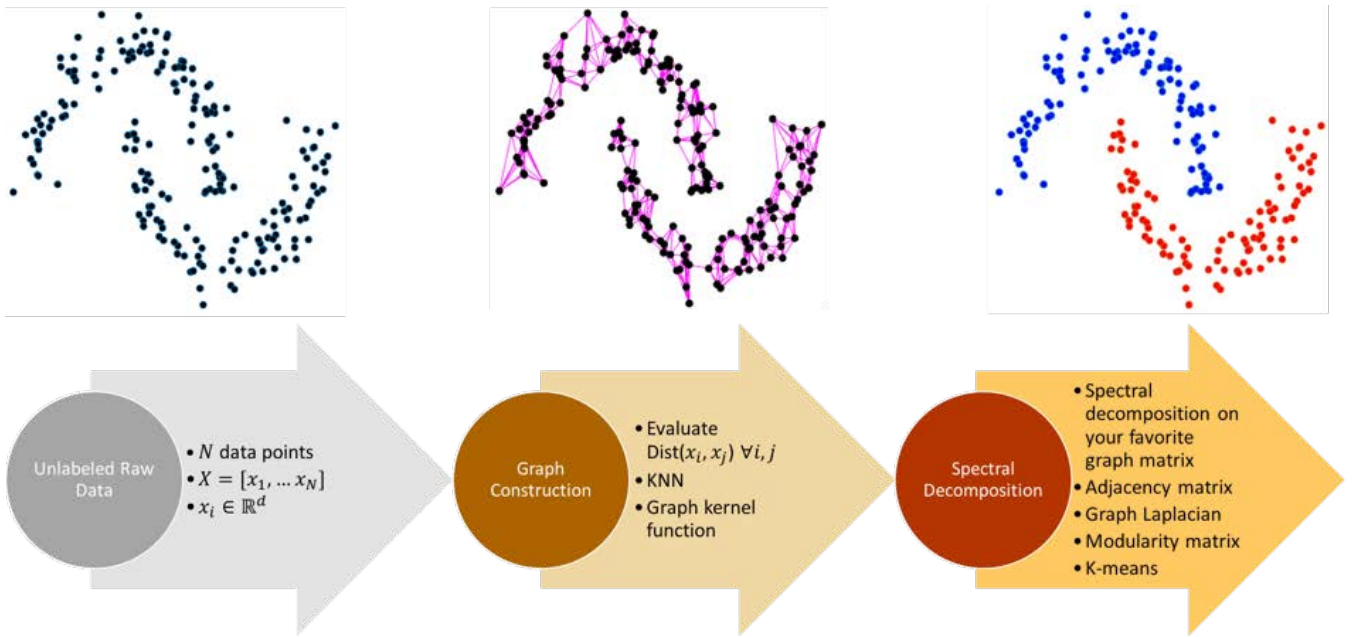 Unlabeled Raw
Data
• N data points
• X = [x₁, … x_N]
• xᵢ ∈ ℝᵈ
Graph
Construction
• Evaluate
Dist(xᵢ, xⱼ) ∀i, j
• KNN
• Graph kernel
function
Spectral
Decomposition
• Spectral
decomposition on
your favorite
graph matrix
• Adjacency matrix
• Graph Laplacian
• Modularity matrix
• K-means